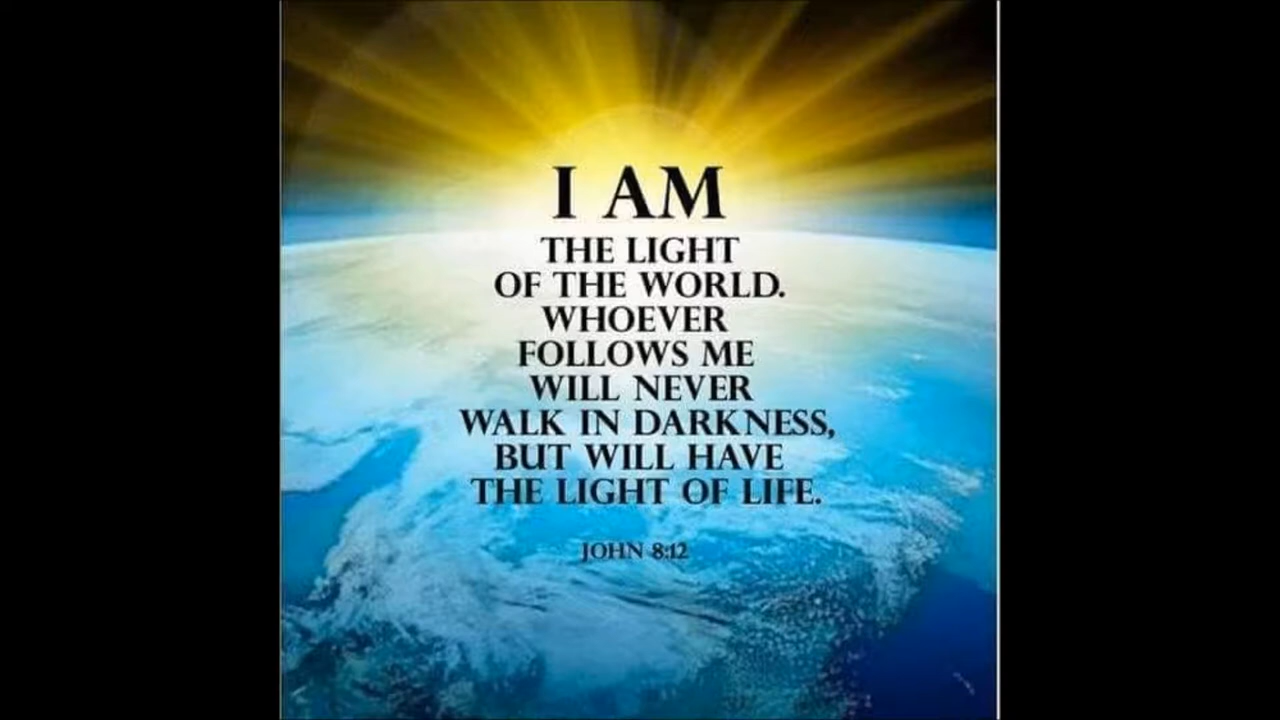 I AM
THE LIGHT
OF THE WORLD.
WHOEVER
FOLLOWS ME
WILL NEVER
WALK IN DARKNESS,
BUT WILL HAVE
THE LIGHT OF LIFE.
JOHN 8:12